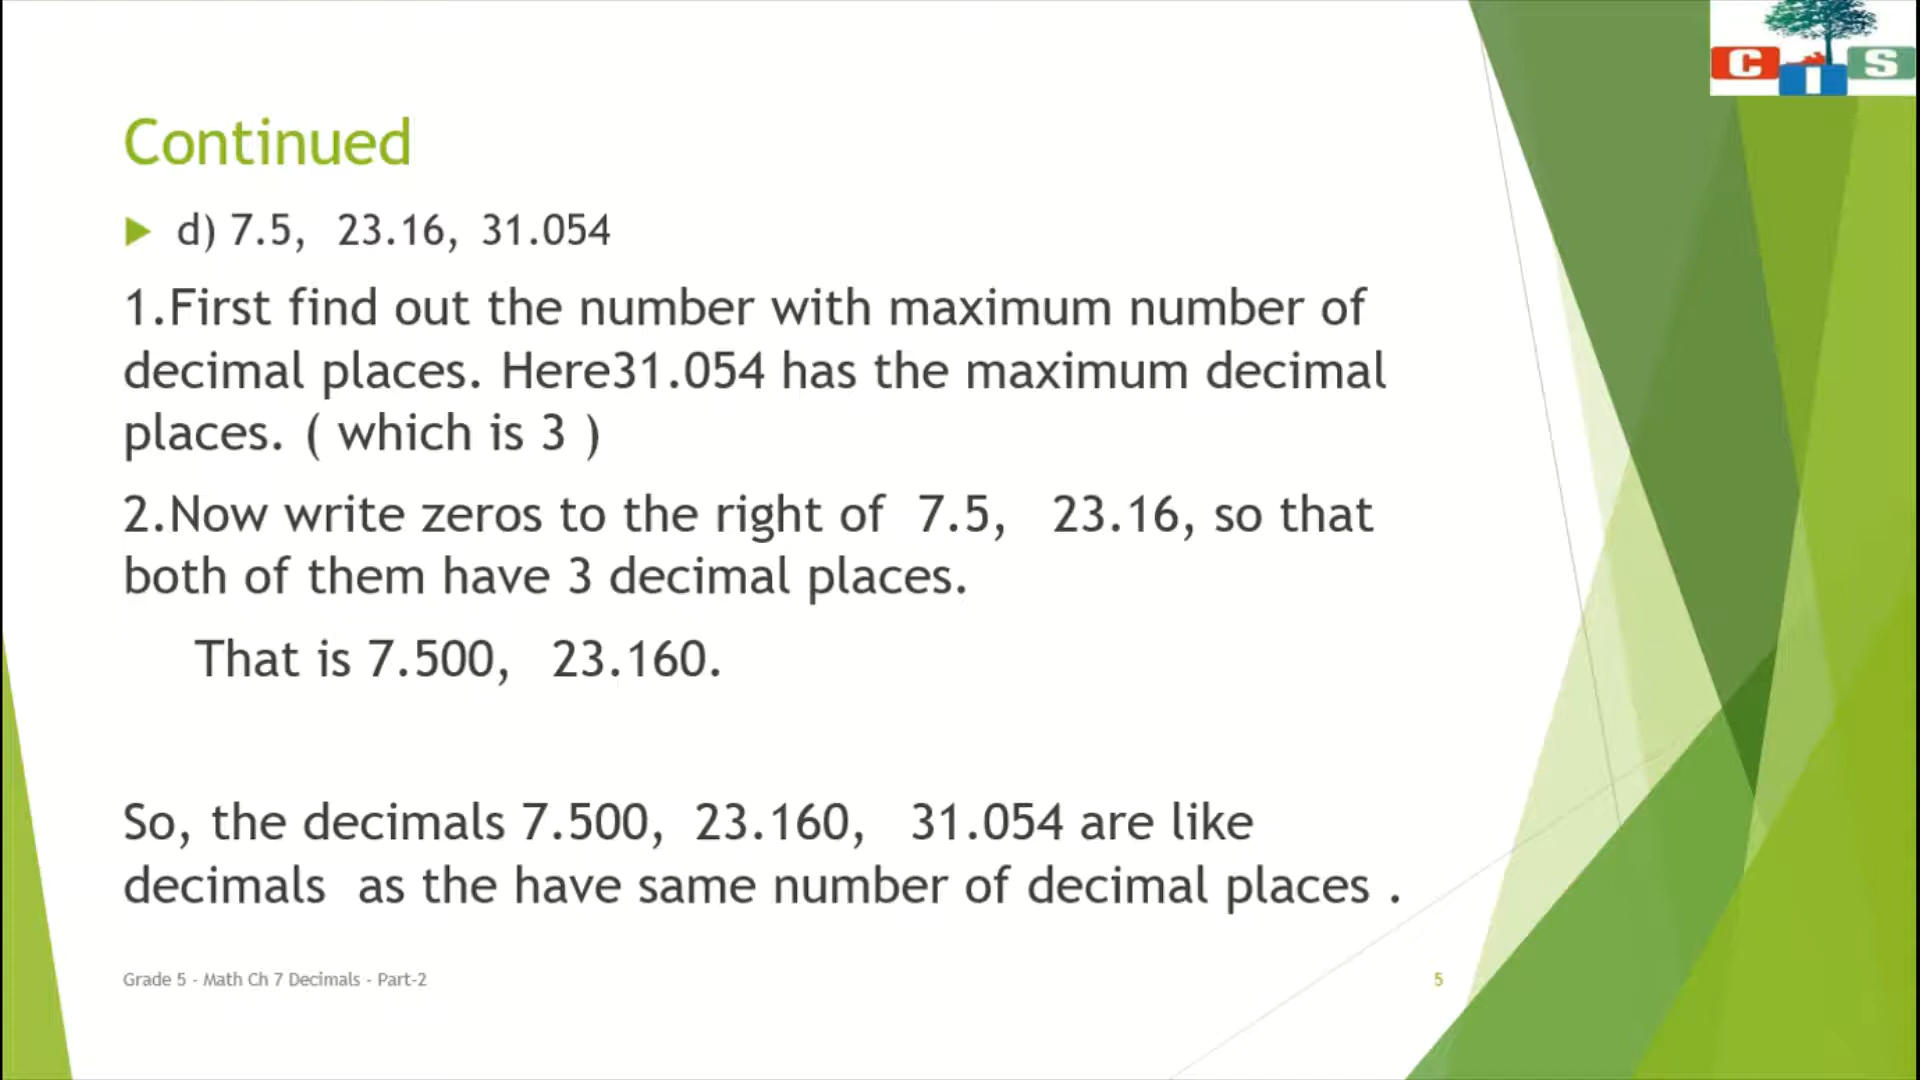 C I S
Continued
d) 7.5, 23.16, 31.054
1.First find out the number with maximum number of
decimal places. Here31.054 has the maximum decimal
places. ( which is 3 )
2.Now write zeros to the right of 7.5, 23.16, so that
both of them have 3 decimal places.
That is 7.500, 23.160.
So, the decimals 7.500, 23.160, 31.054 are like
decimals as the have same number of decimal places .
Grade 5 - Math Ch 7 Decimals - Part-2
5